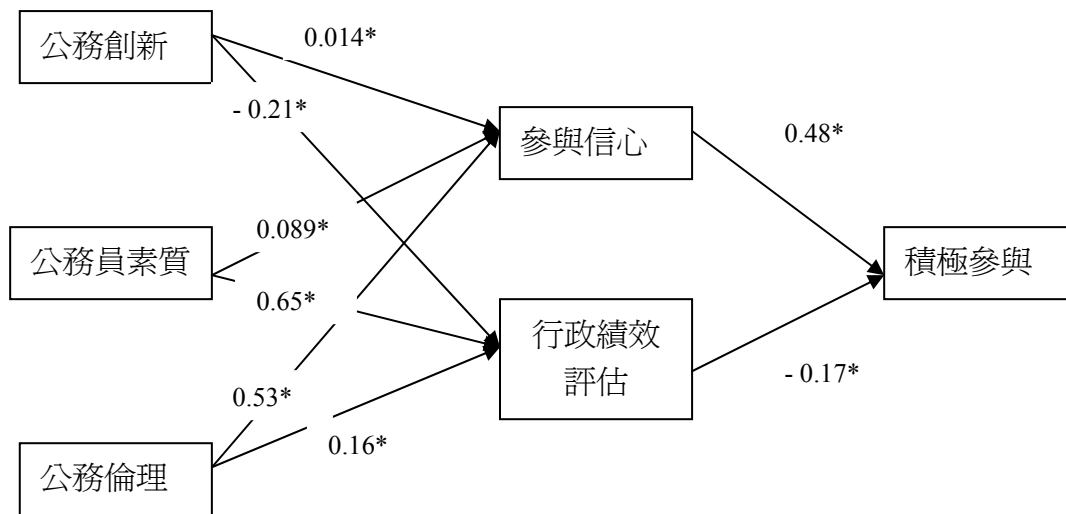 公務創新
0.014*
- 0.21*
參與信心
0.48*
公務員素質
0.089*
0.65*
積極參與
行政績效
評估
- 0.17*
0.53*
0.16*
公務倫理